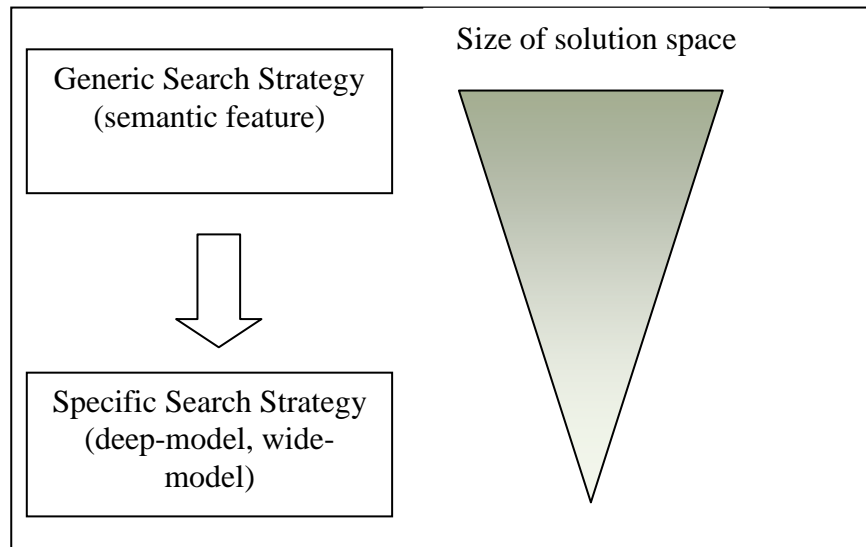 Size of solution space
Generic Search Strategy
(semantic feature)
Specific Search Strategy
(deep-model, wide-
model)